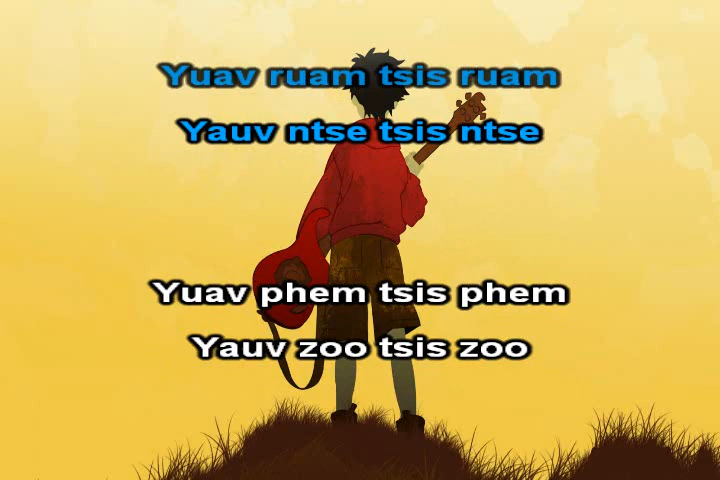 Yuav ruam tsis ruam
Yauv ntse tsis ntse
Yuav phem tsis phem
Yauv zoo tsis zoo